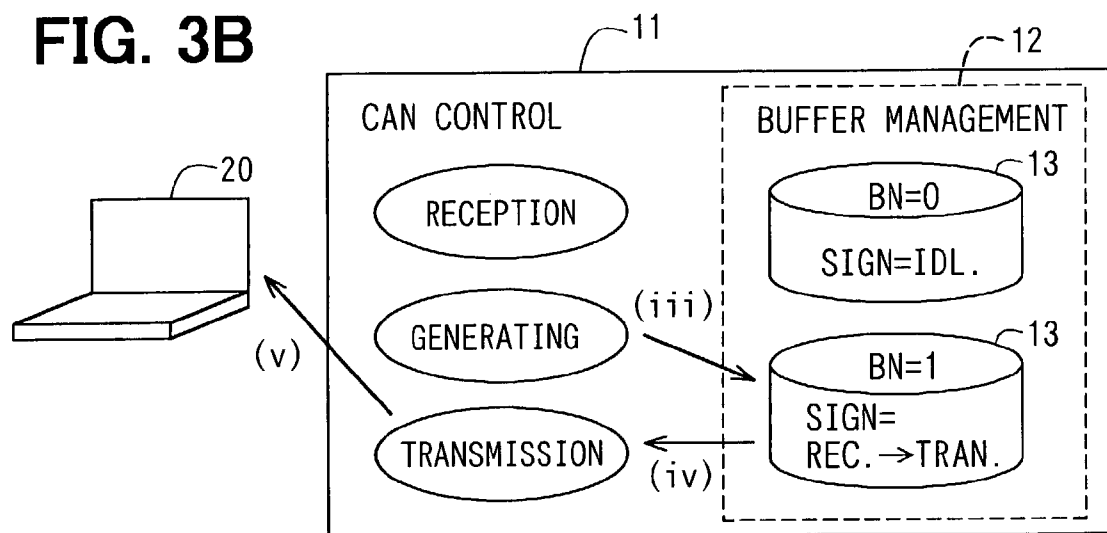 FIG. 3B
11
12
CAN CONTROL
BUFFER MANAGEMENT
20
13
RECEPTION
BN=0
SIGN=IDL.
(iii)
GENERATING
13
(v)
BN=1
SIGN=
TRANSMISSION
REC.→TRAN.
(iv)